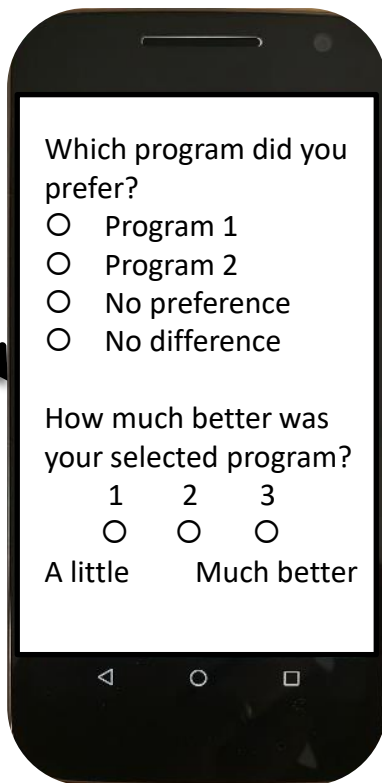 Which program did you
prefer?
Program 1
Program 2
No preference
No difference
How much better was
your selected program?
1 2 3
A little Much better